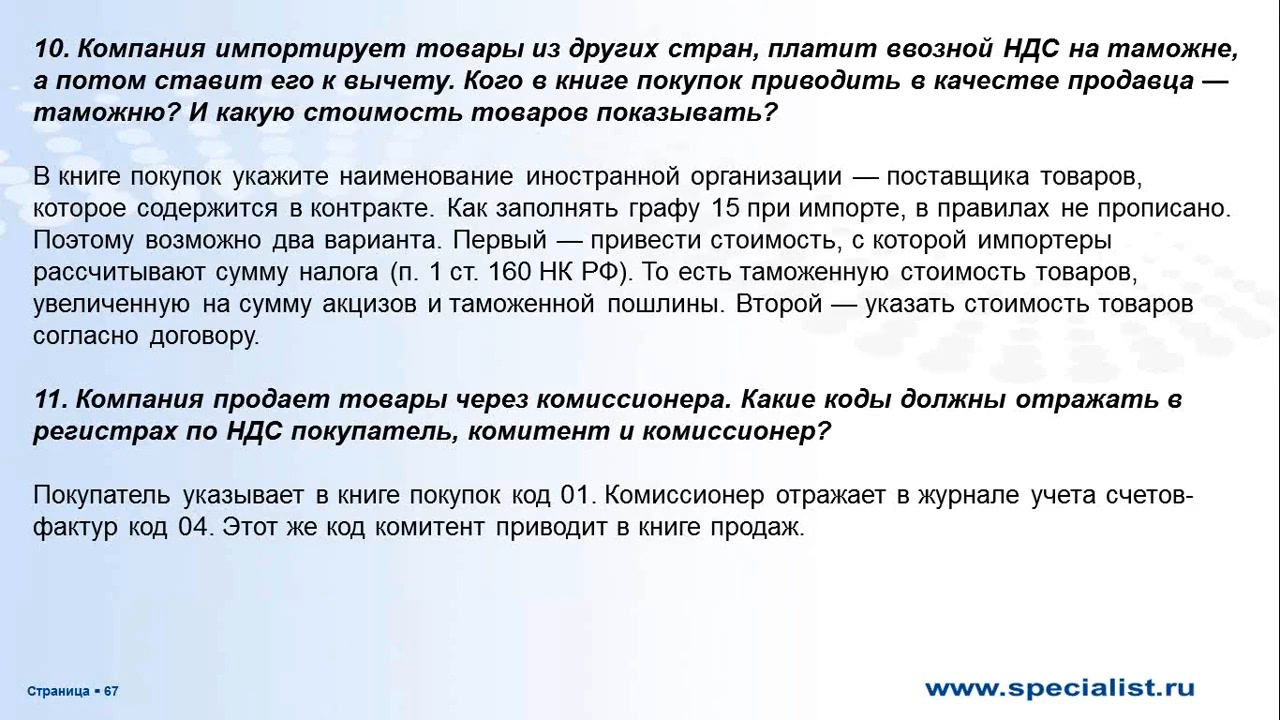 10. Компания импортирует товары из других стран, платит ввозной НДС на таможне,
а потом ставит его к вычету. Кого в книге покупок приводить в качестве продавца —
таможню? И какую стоимость товаров показывать?
В книге покупок укажите наименование иностранной организации — поставщика товаров,
которое содержится в контракте. Как заполнять графу 15 при импорте, в правилах не прописано.
Поэтому возможно два варианта. Первый — привести стоимость, с которой импортеры
рассчитывают сумму налога (п. 1 ст. 160 НК РФ). То есть таможенную стоимость товаров,
увеличенную на сумму акцизов и таможенной пошлины. Второй — указать стоимость товаров
согласно договору.
11. Компания продает товары через комиссионера. Какие коды должны отражать в
регистрах по НДС покупатель, комитент и комиссионер?
Покупатель указывает в книге покупок код 01. Комиссионер отражает в журнале учета счетов-
фактур код 04. Этот же код комитент приводит в книге продаж.
Страница ▪ 67
www.specialist.ru